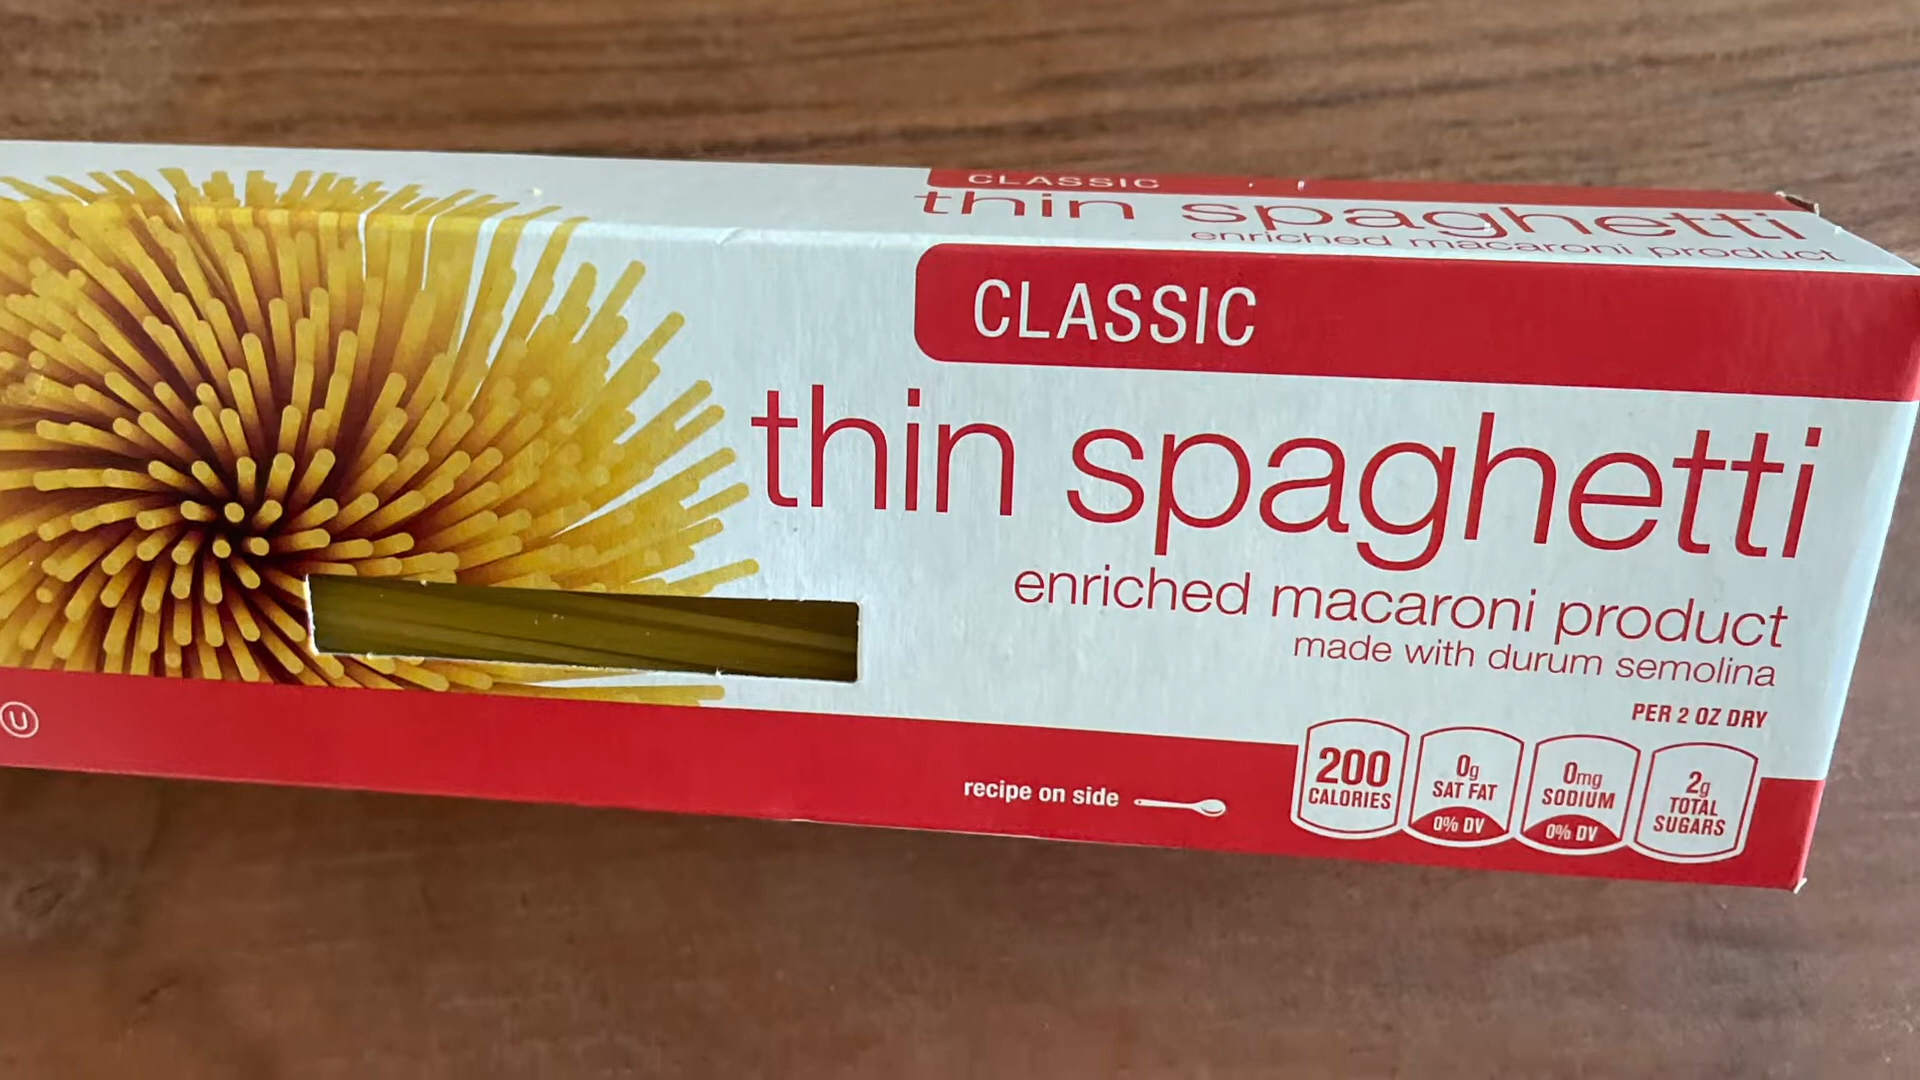 CLASSIC
thin spaghetti
enriched macaroni product
CLASSIC
thin spaghetti
enriched macaroni product
made with durum semolina
PER 2 OZ DRY
U
recipe on side
200
CALORIES
0g
SAT FAT
0% DV
0mg
SODIUM
0% DV
2g
TOTAL
SUGARS